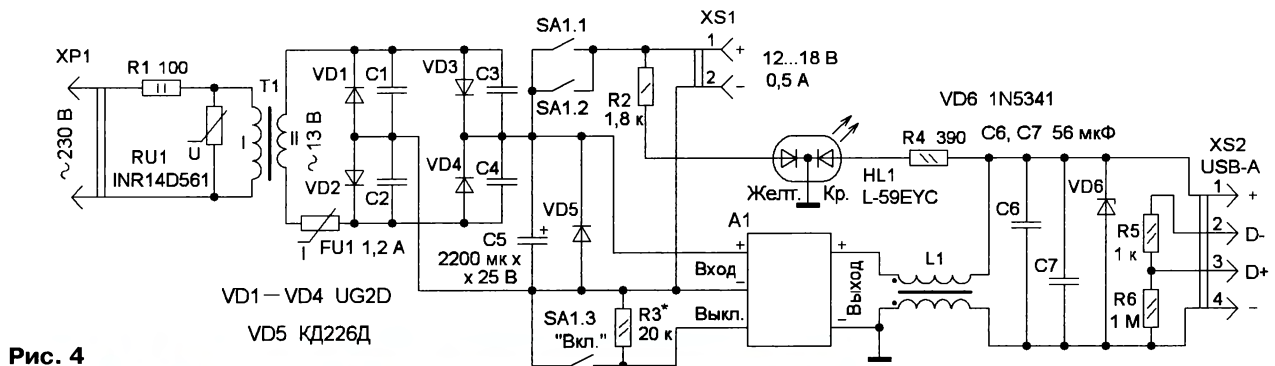 SA1.1
XS1
XP1
R1 100
T1
VD1
C1
VD3
C3
1
+
12...18 В
2
−
0,5 А
SA1.2
R2
1,8 к
VD6 1N5341
~230 В
U
I
II
~13 В
RU1
INR14D561
VD2
C2
VD4
C4
R4 390
C6, C7 56 мкФ
XS2
USB-A
HL1
L-59EYC
Желт.
Кр.
VD6
1
+
I
FU1 1,2 А
C5
+
2200 мк х
х 25 В
VD5
A1
+
+
L1
C6
C7
R5
1 к
2
D-
3
D+
R6
1 М
4
−
Вход
−
Выход
VD1−VD4 UG2D
VD5 КД226Д
SA1.3
"Вкл."
R3*
20 к
Выкл.
−
Рис. 4